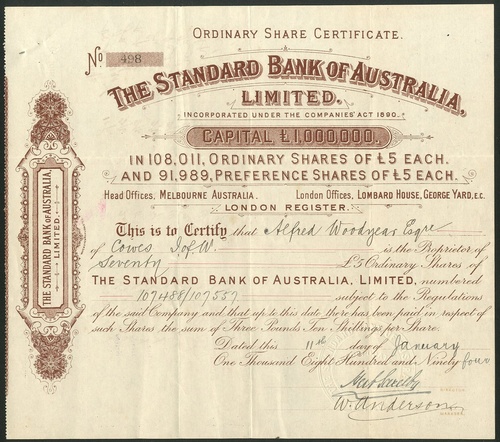 ORDINARY SHARE CERTIFICATE.
No 498
THE STANDARD BANK OF AUSTRALIA,
LIMITED.
INCORPORATED UNDER THE COMPANIES' ACT 1890.
CAPITAL £1,000,000.
IN 108,011, ORDINARY SHARES OF £5 EACH.
AND 91,989, PREFERENCE SHARES OF £5 EACH.
Head Offices, MELBOURNE AUSTRALIA. London Offices, LOMBARD HOUSE, GEORGE YARD, E.C.
LONDON REGISTER.
This is to Certify that Alfred Woodyear Esqre
of Cowes I of W. is the Proprietor of
Seventy £5 Ordinary Shares of
THE STANDARD BANK OF AUSTRALIA, LIMITED, numbered
107488/107557 subject to the Regulations
of the said Company and that up to this date there has been paid in respect of
such Shares the sum of Three Pounds Ten Shillings per Share.
Dated this 11th day of January
One Thousand Eight Hundred and Ninety four
W. Anderson
THE STANDARD BANK OF AUSTRALIA,
LIMITED.